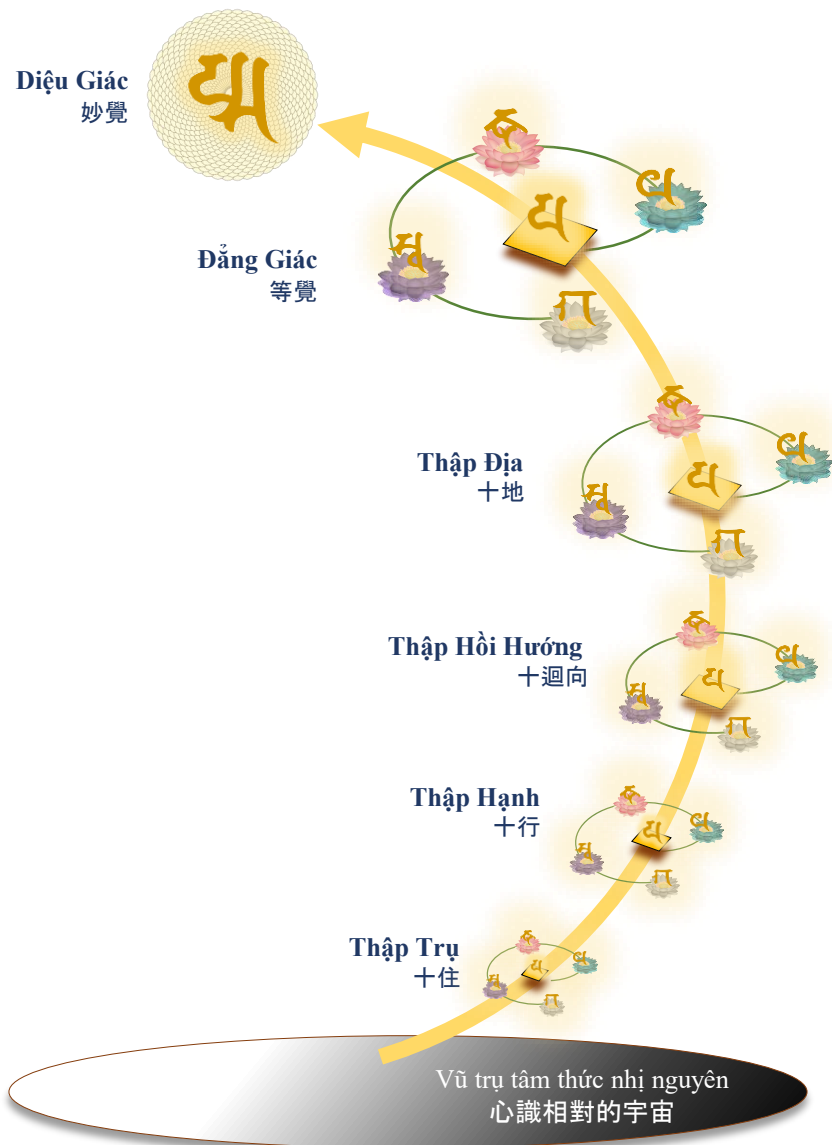 Diệu Giác
妙覺
Đẳng Giác
等覺
Thập Địa
十地
Thập Hồi Hướng
十迴向
Thập Hạnh
十行
Thập Trụ
十住
Vũ trụ tâm thức nhị nguyên
心識相對的宇宙